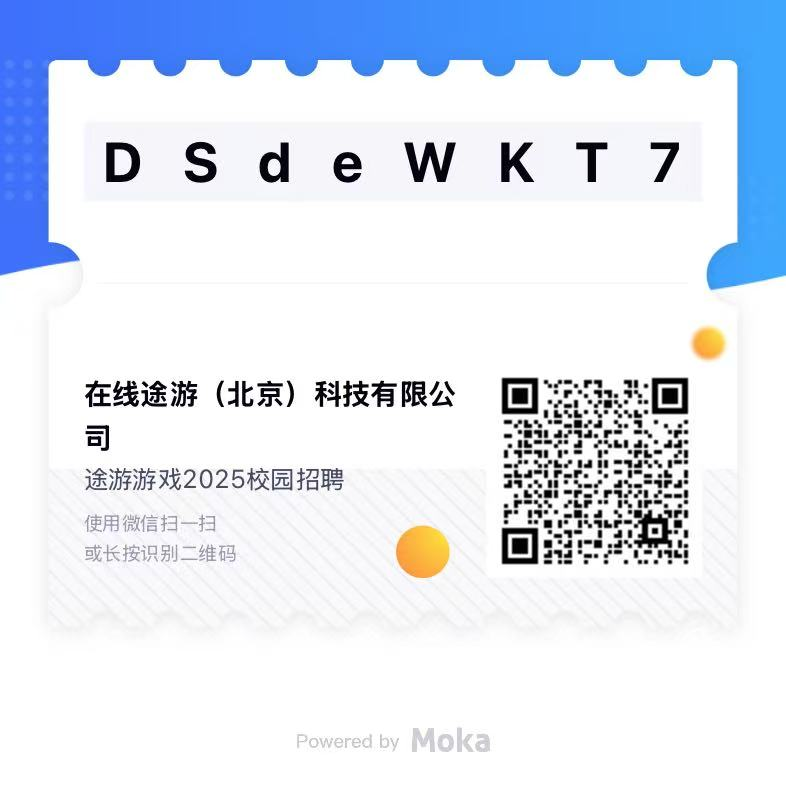 D S d e W K T 7
在线途游（北京）科技有限公
司
途游游戏2025校园招聘
使用微信扫一扫
或长按识别二维码
Powered by Moka